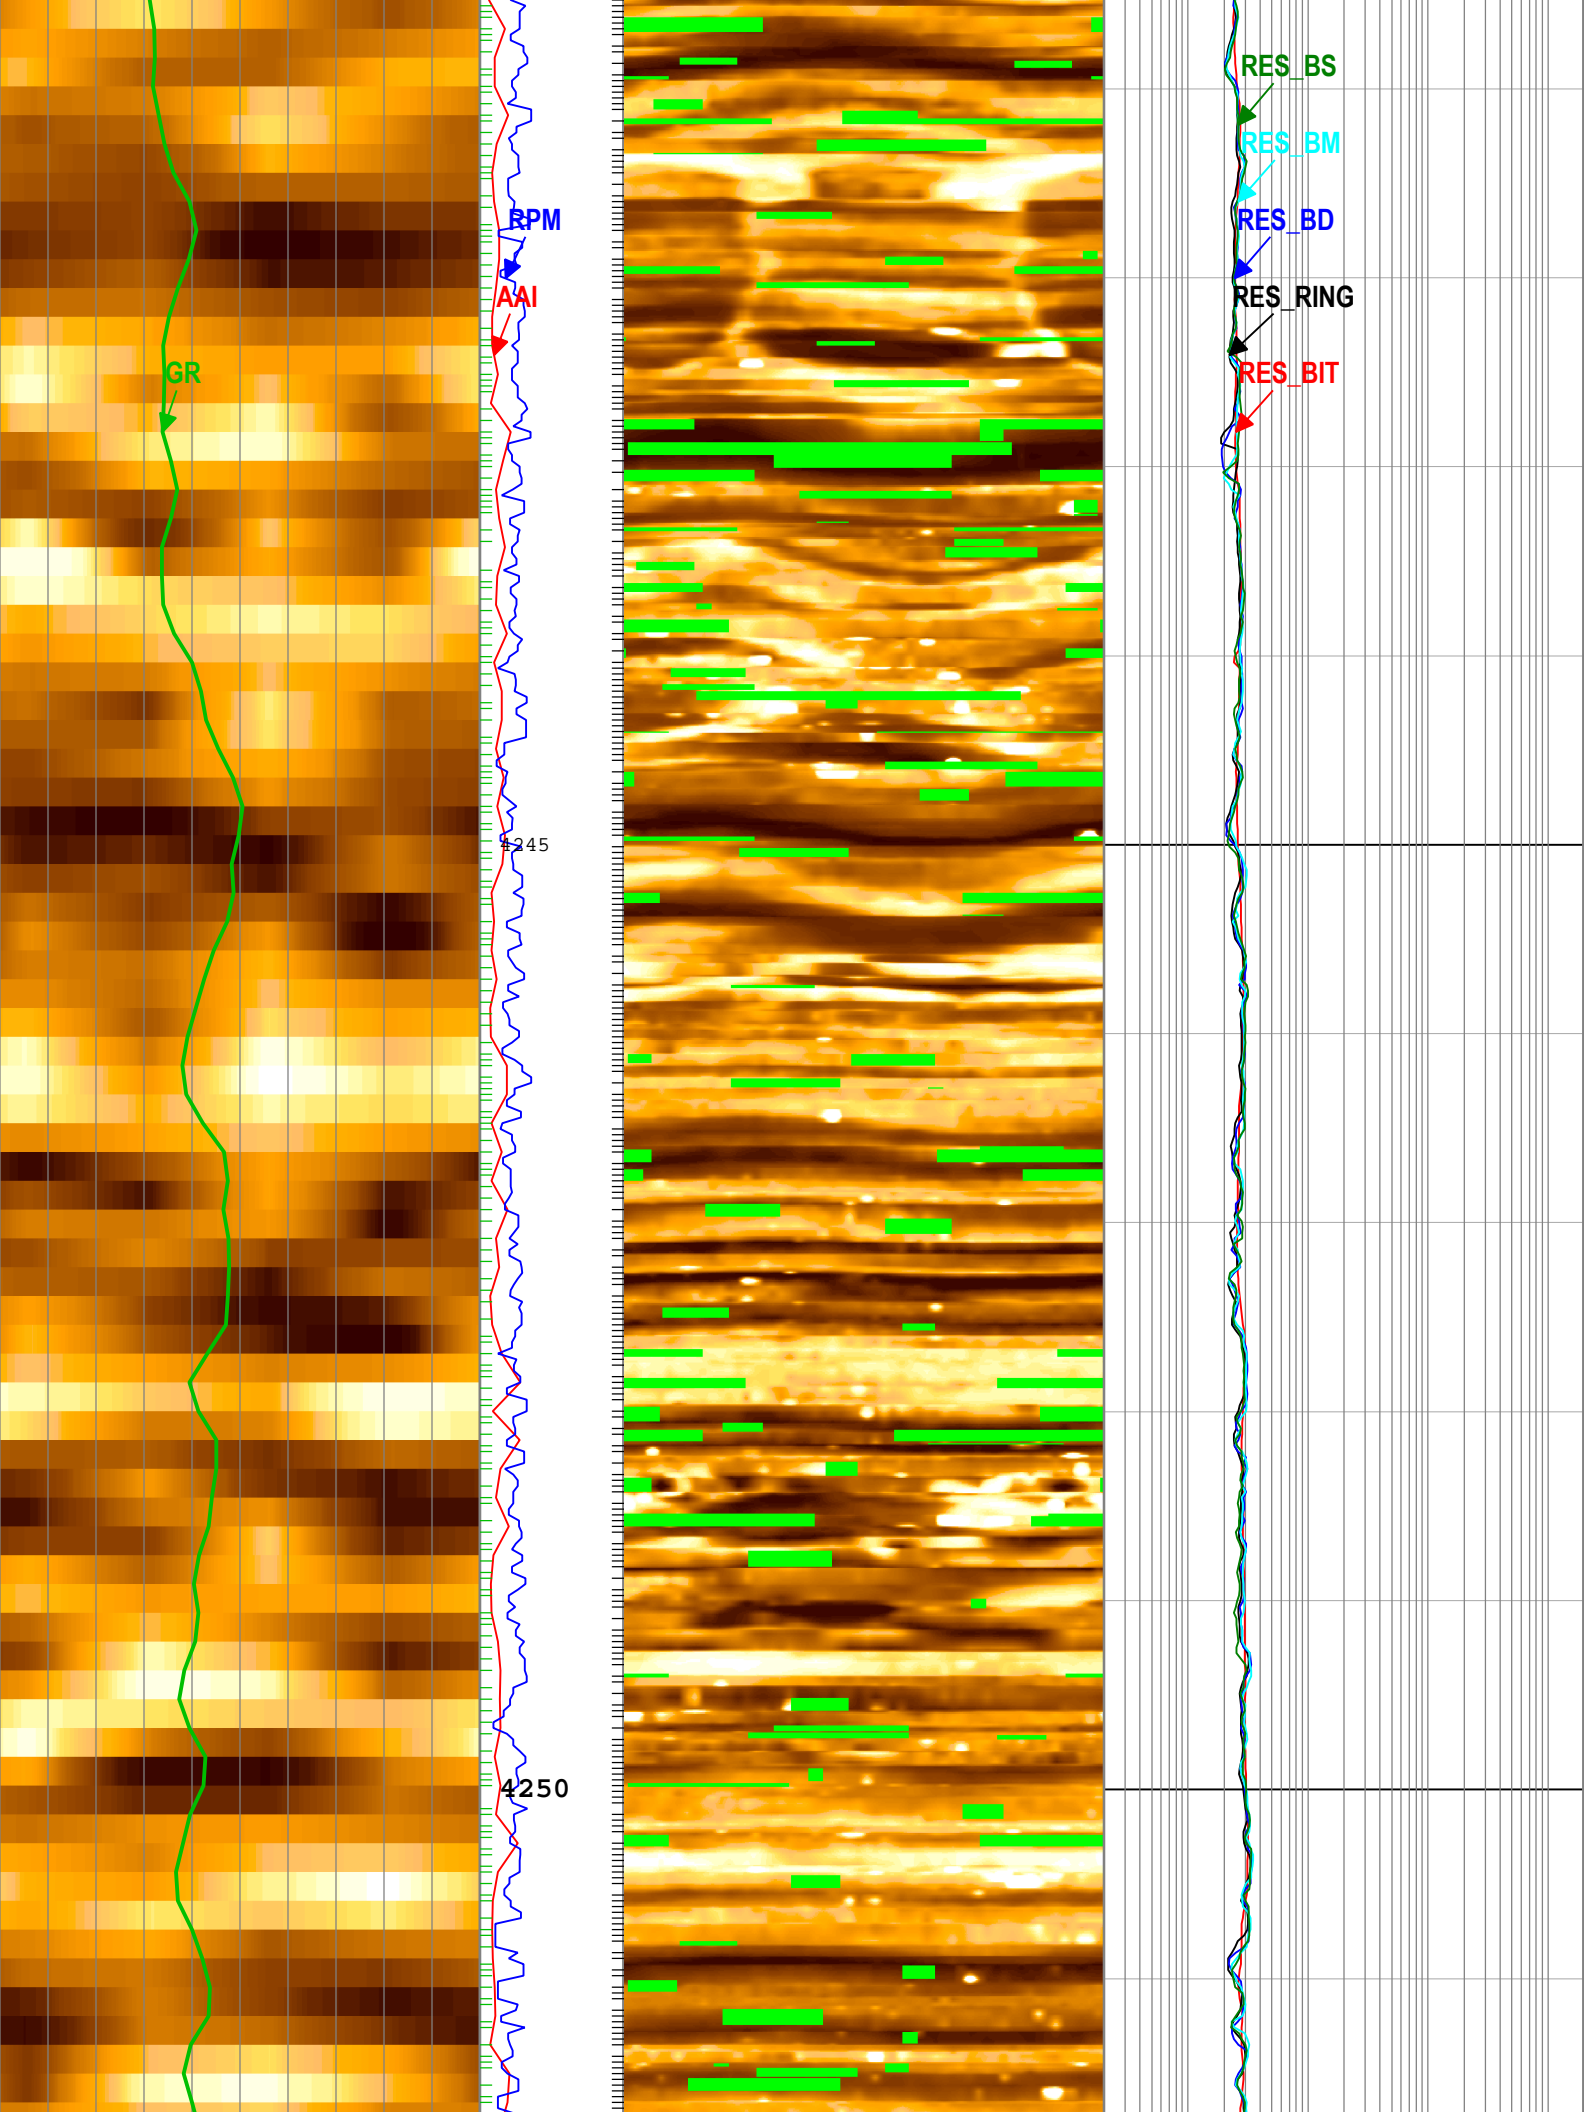 RES_BS
RES_BM
RPM
RES_BD
AAI
RES_RING
GR
RES_BIT
4245
4250